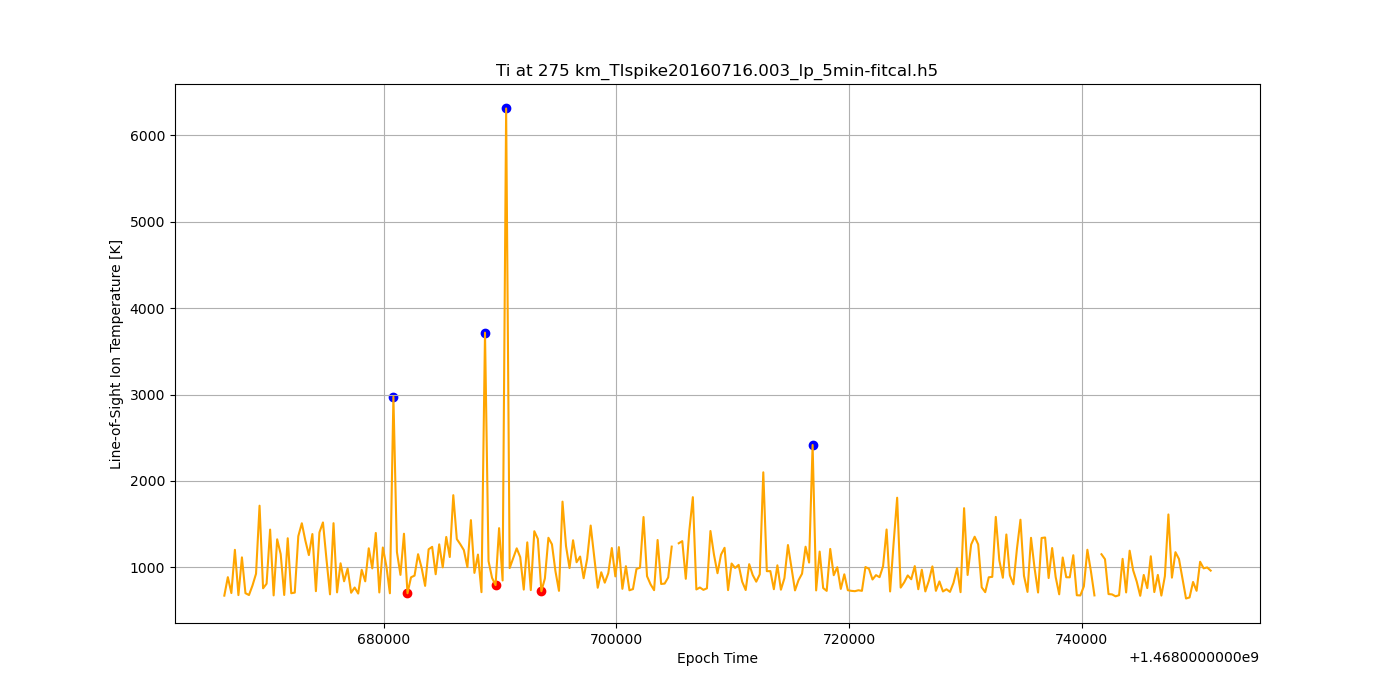 Ti at 275 km_TIspike20160716.003_lp_5min-fitcal.h5
Line-of-Sight Ion Temperature [K]
6000
5000
4000
3000
2000
1000
680000 700000 720000 740000
Epoch Time
+1.4680000000e9